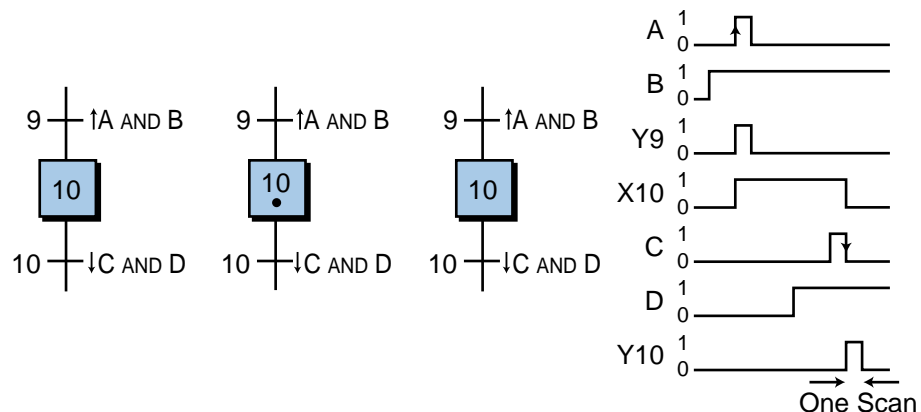 9 ↑A AND B
10
10 ↓C AND D
9 ↑A AND B
10
10 ↓C AND D
9 ↑A AND B
10
10 ↓C AND D
A 1
0
B 1
0
Y9 1
0
X10 1
0
C 1
0
D 1
0
Y10 1
0
One Scan